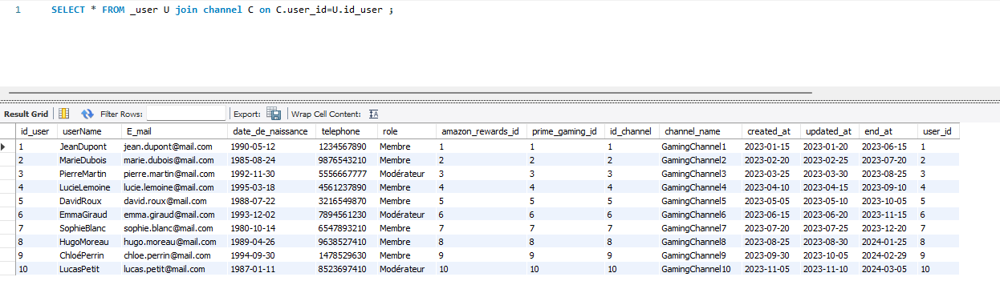 1 SELECT * FROM _user U join channel C on C.user_id=U.id_user ;
Result Grid Filter Rows: Export: Wrap Cell Content:
id_user userName E_mail date_de_naissance telephone role amazon_rewards_id prime_gaming_id id_channel channel_name created_at updated_at end_at user_id
1 JeanDupont jean.dupont@mail.com 1990-05-12 1234567890 Membre 1 1 1 GamingChannel1 2023-01-15 2023-01-20 2023-06-15 1
2 MarieDubois marie.dubois@mail.com 1985-08-24 9876543210 Membre 2 2 2 GamingChannel2 2023-02-20 2023-02-25 2023-07-20 2
3 PierreMartin pierre.martin@mail.com 1992-11-30 5556667777 Modérateur 3 3 3 GamingChannel3 2023-03-25 2023-03-30 2023-08-25 3
4 LucieLemoine lucie.lemoine@mail.com 1995-03-18 4561237890 Membre 4 4 4 GamingChannel4 2023-04-10 2023-04-15 2023-09-10 4
5 DavidRoux david.roux@mail.com 1988-07-22 3216549870 Membre 5 5 5 GamingChannel5 2023-05-05 2023-05-10 2023-10-05 5
6 EmmaGiraud emma.giraud@mail.com 1993-12-02 7894561230 Modérateur 6 6 6 GamingChannel6 2023-06-15 2023-06-20 2023-11-15 6
7 SophieBlanc sophie.blanc@mail.com 1980-10-14 6547893210 Membre 7 7 7 GamingChannel7 2023-07-20 2023-07-25 2023-12-20 7
8 HugoMoreau hugo.moreau@mail.com 1989-04-26 9638527410 Membre 8 8 8 GamingChannel8 2023-08-25 2023-08-30 2024-01-25 8
9 ChloéPerrin chloe.perrin@mail.com 1994-09-30 1478529630 Membre 9 9 9 GamingChannel9 2023-09-30 2023-10-05 2024-02-29 9
10 LucasPetit lucas.petit@mail.com 1987-01-11 8523697410 Modérateur 10 10 10 GamingChannel10 2023-11-05 2023-11-10 2024-03-05 10